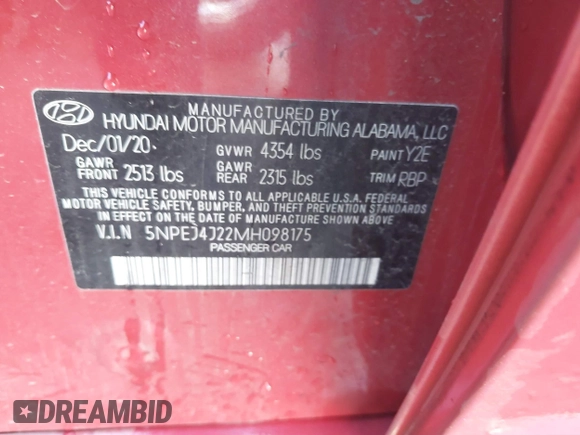 MANUFACTURED BY
HYUNDAI MOTOR MANUFACTURING ALABAMA, LLC
Dec/01/20 GVWR 4354 lbs PAINT Y2E
GAWR FRONT 2513 lbs GAWR REAR 2315 lbs TRIM RBP
THIS VEHICLE CONFORMS TO ALL APPLICABLE U.S.A. FEDERAL
MOTOR VEHICLE SAFETY, BUMPER, AND THEFT PREVENTION STANDARDS
IN EFFECT ON THE DATE OF MANUFACTURE SHOWN ABOVE
V.I.N 5NPEJ4J22MH098175
PASSENGER CAR
DREAMBID